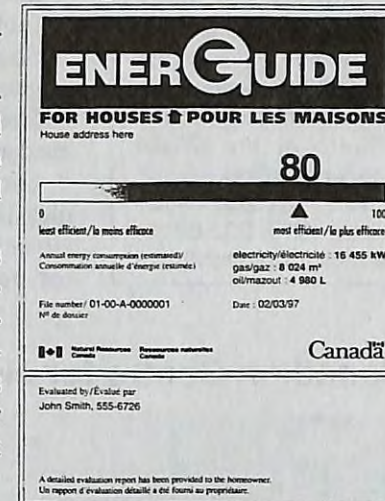 ENERGUIDE
FOR HOUSES POUR LES MAISONS
House address here
80
0 100
least efficient/la moins efficace most efficient/la plus efficace
Annual energy consumption (estimated)/ electricity/électricité : 16 455 kW
Consommation annuelle d'énergie (estimée) gas/gaz : 8 024 m³
oil/mazout : 4 980 L
File number/ 01-00-A-0000001 Date : 02/03/97
Nº de dossier
Natural Resources Canada Ressources naturelles Canada Canada
Evaluated by/Évalué par
John Smith, 555-6726
A detailed evaluation report has been provided to the homeowner.
Un rapport d'évaluation détaillé a été fourni au propriétaire.